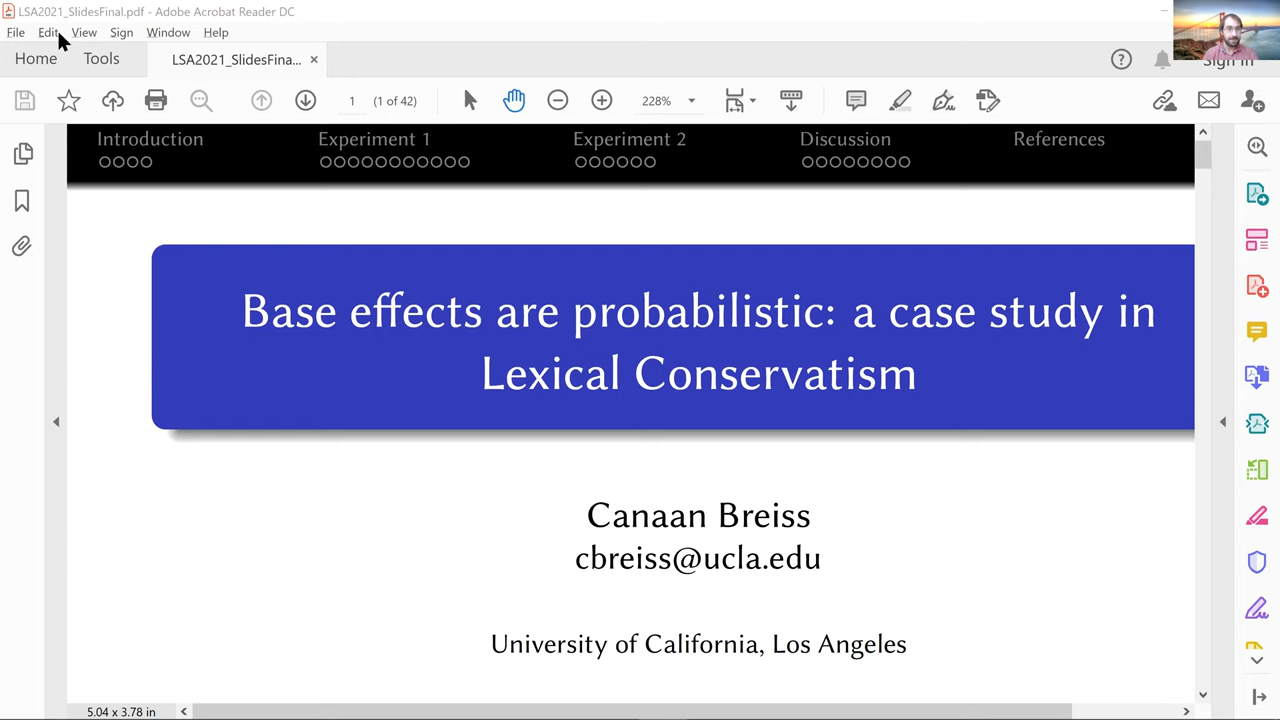 LSA2021_SlidesFinal.pdf - Adobe Acrobat Reader DC
File Edit View Sign Window Help
Home Tools LSA2021_SlidesFina... ×
Sign In
1 (1 of 42) 228%
Introduction Experiment 1 Experiment 2 Discussion References
Base effects are probabilistic: a case study in
Lexical Conservatism
Canaan Breiss
cbreiss@ucla.edu
University of California, Los Angeles
5.04 x 3.78 in